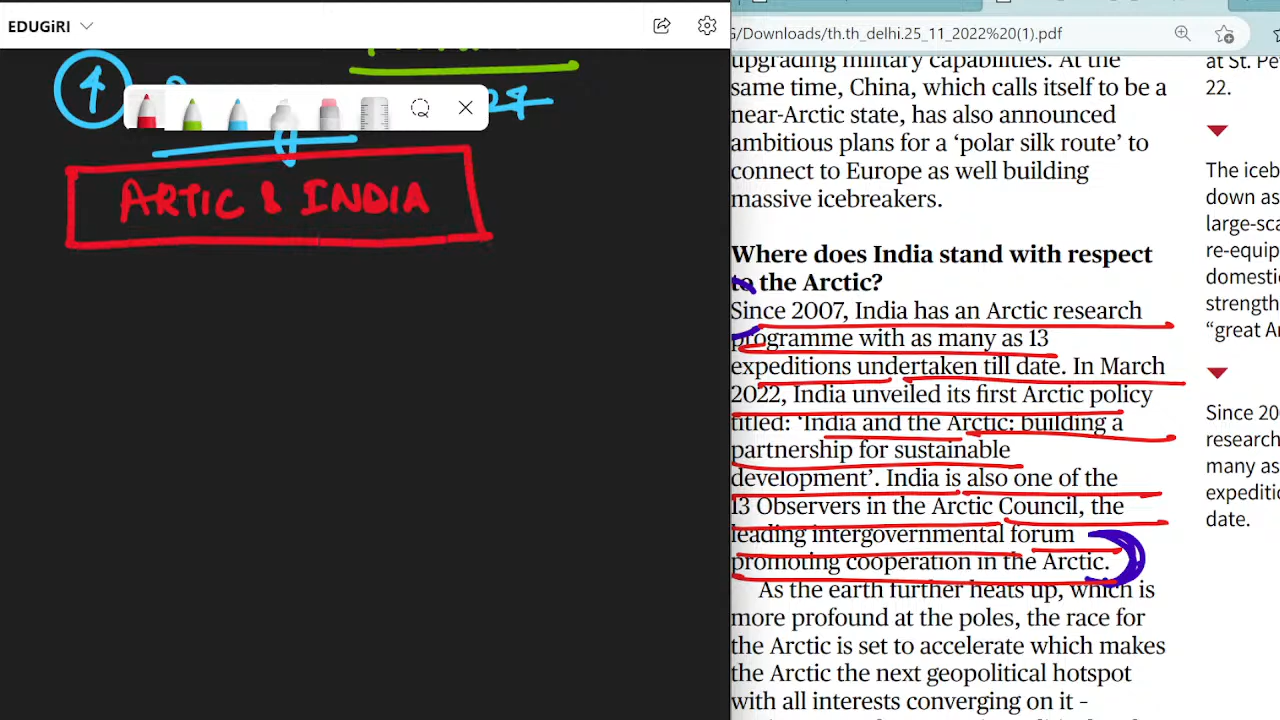 EDUGiRI
4
ARTIC & INDIA
G/Downloads/th.th_delhi.25_11_2022%20(1).pdf
upgrading military capabilities. At the
same time, China, which calls itself to be a
near-Arctic state, has also announced
ambitious plans for a ‘polar silk route’ to
connect to Europe as well building
massive icebreakers.
Where does India stand with respect
to the Arctic?
Since 2007, India has an Arctic research
programme with as many as 13
expeditions undertaken till date. In March
2022, India unveiled its first Arctic policy
titled: ‘India and the Arctic: building a
partnership for sustainable
development’. India is also one of the
13 Observers in the Arctic Council, the
leading intergovernmental forum
promoting cooperation in the Arctic.
As the earth further heats up, which is
more profound at the poles, the race for
the Arctic is set to accelerate which makes
the Arctic the next geopolitical hotspot
with all interests converging on it -
at St. Pe
22.
The iceb
down as
large-sca
re-equip
domesti
strength
“great Ar
Since 20
research
many as
expediti
date.